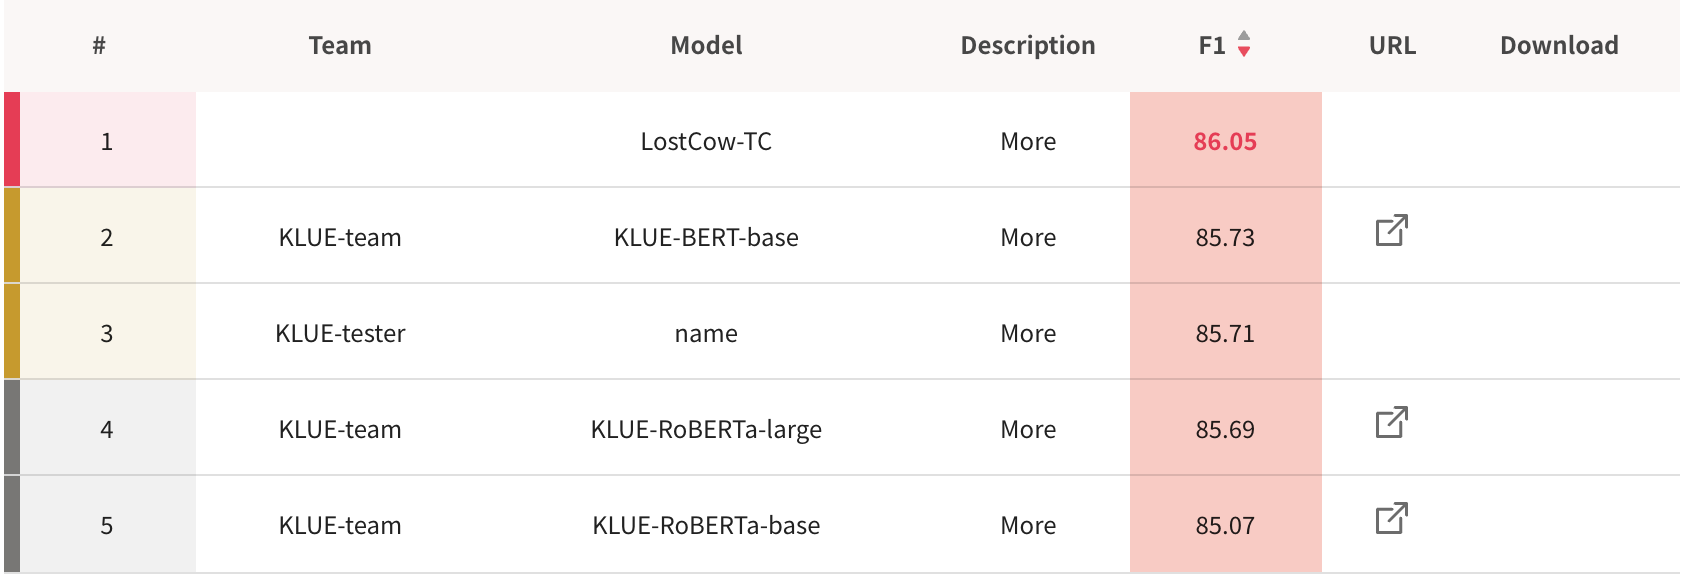 # Team Model Description F1 URL Download
1 LostCow-TC More 86.05
2 KLUE-team KLUE-BERT-base More 85.73
3 KLUE-tester name More 85.71
4 KLUE-team KLUE-RoBERTa-large More 85.69
5 KLUE-team KLUE-RoBERTa-base More 85.07